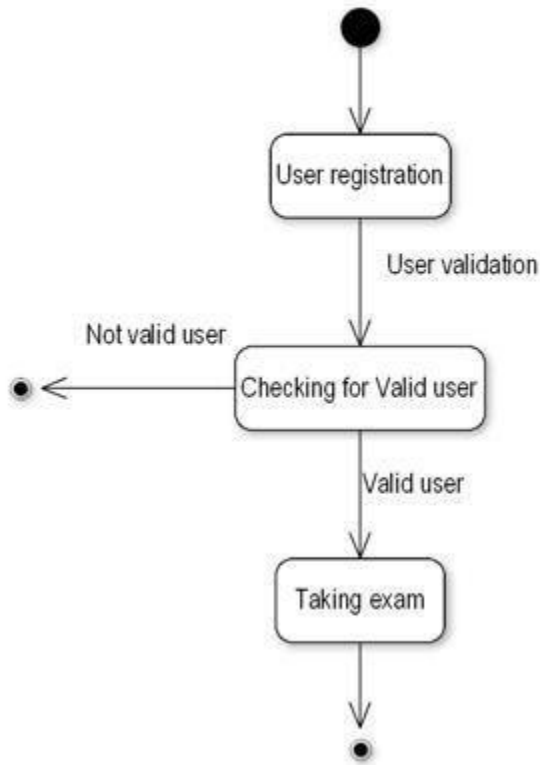 User registration
User validation
Not valid user
Checking for Valid user
Valid user
Taking exam